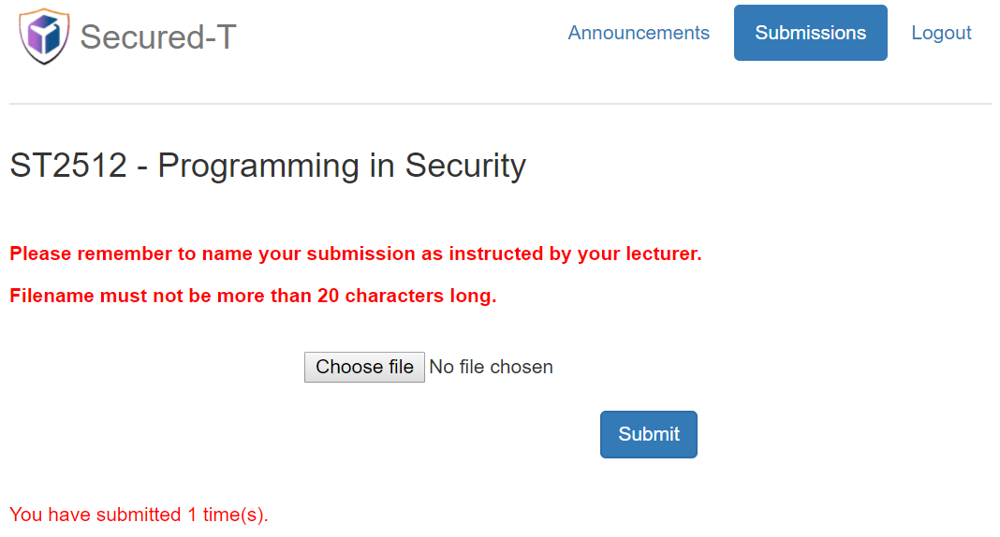 Secured-T
Announcements
Submissions
Logout
ST2512 - Programming in Security
Please remember to name your submission as instructed by your lecturer.
Filename must not be more than 20 characters long.
Choose file No file chosen
Submit
You have submitted 1 time(s).